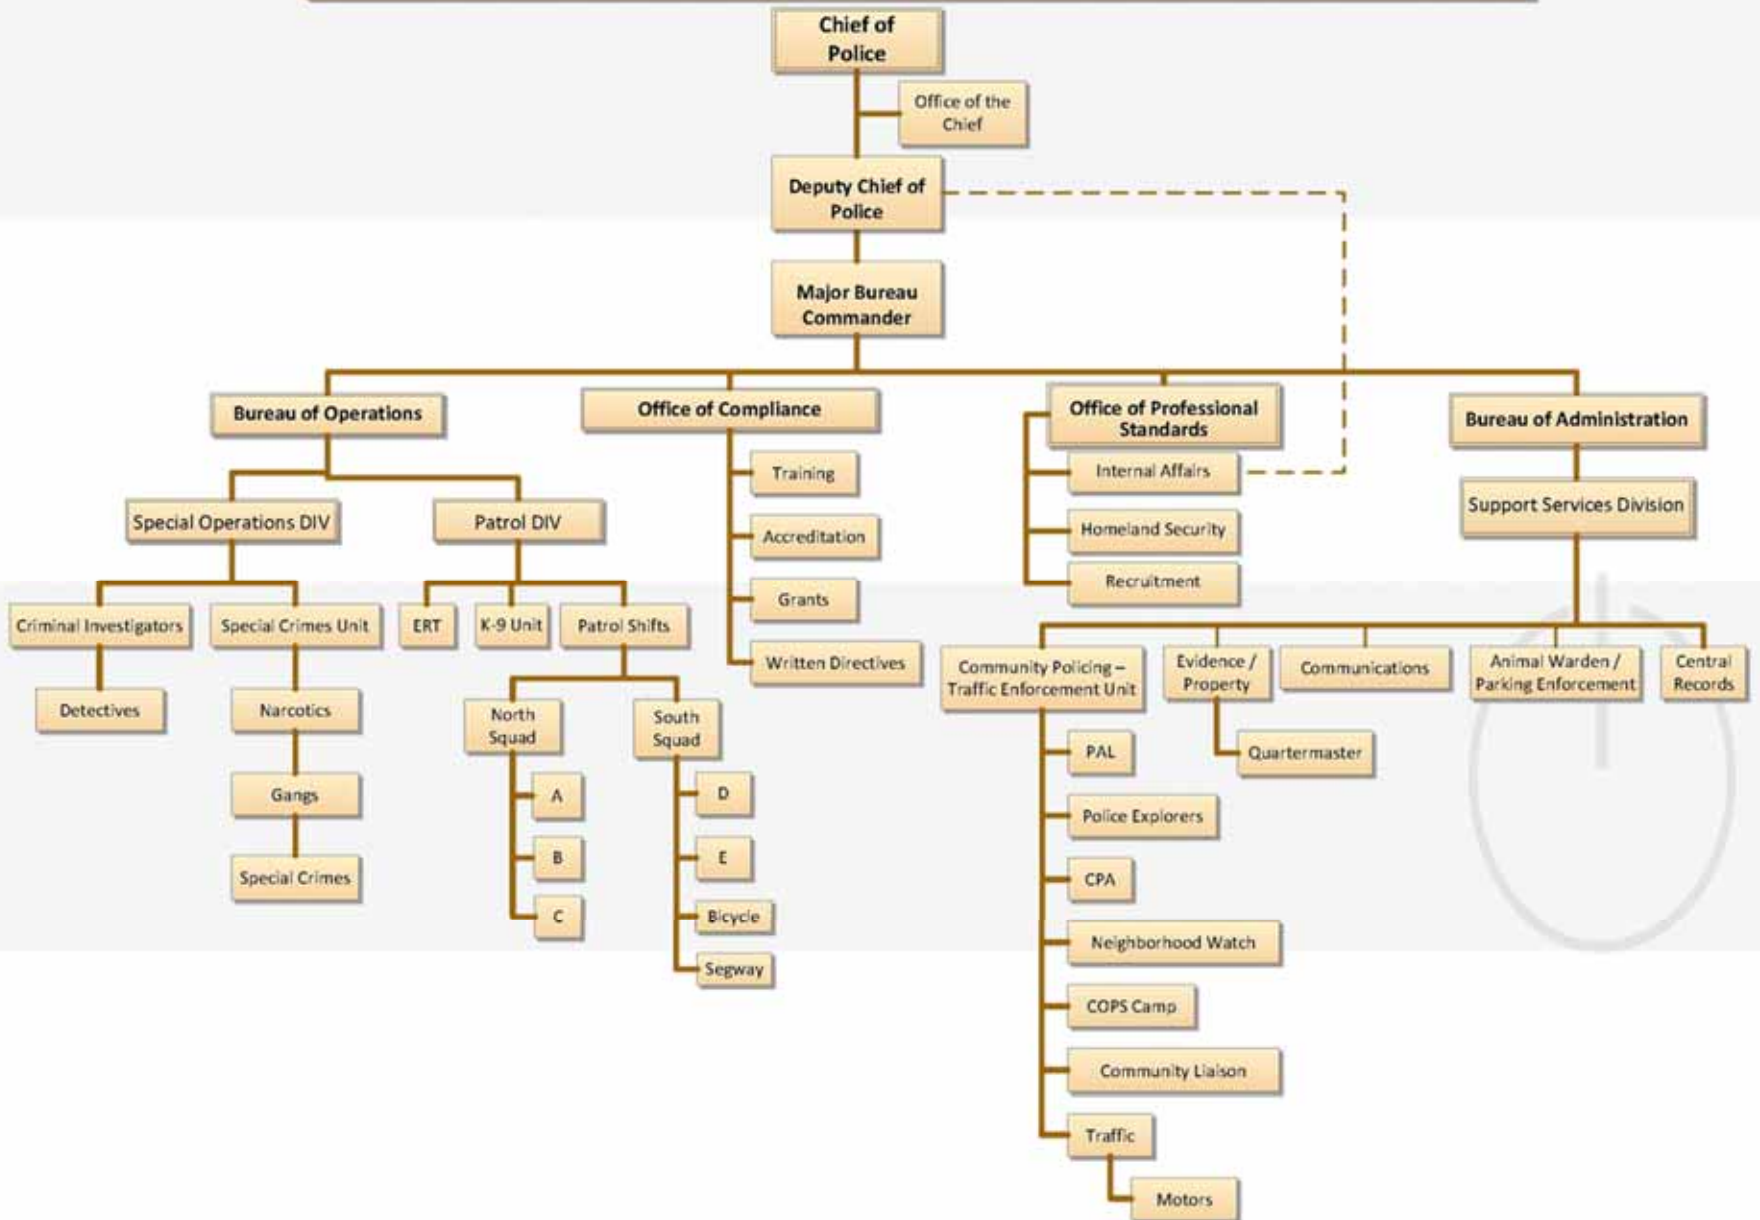 Chief of
Police
Office of the
Chief
Deputy Chief of
Police
Major Bureau
Commander
Bureau of Operations
Office of Compliance
Office of Professional
Standards
Bureau of Administration
Training
Accreditation
Grants
Written Directives
Internal Affairs
Homeland Security
Recruitment
Support Services Division
Special Operations DIV
Patrol DIV
Criminal Investigators
Special Crimes Unit
ERT
K-9 Unit
Patrol Shifts
Detectives
Narcotics
Gangs
Special Crimes
North
Squad
A
B
C
South
Squad
D
E
Bicycle
Segway
Community Policing –
Traffic Enforcement Unit
Evidence /
Property
Communications
Animal Warden /
Parking Enforcement
Central
Records
PAL
Police Explorers
CPA
Neighborhood Watch
COPS Camp
Community Liaison
Traffic
Motors
Quartermaster